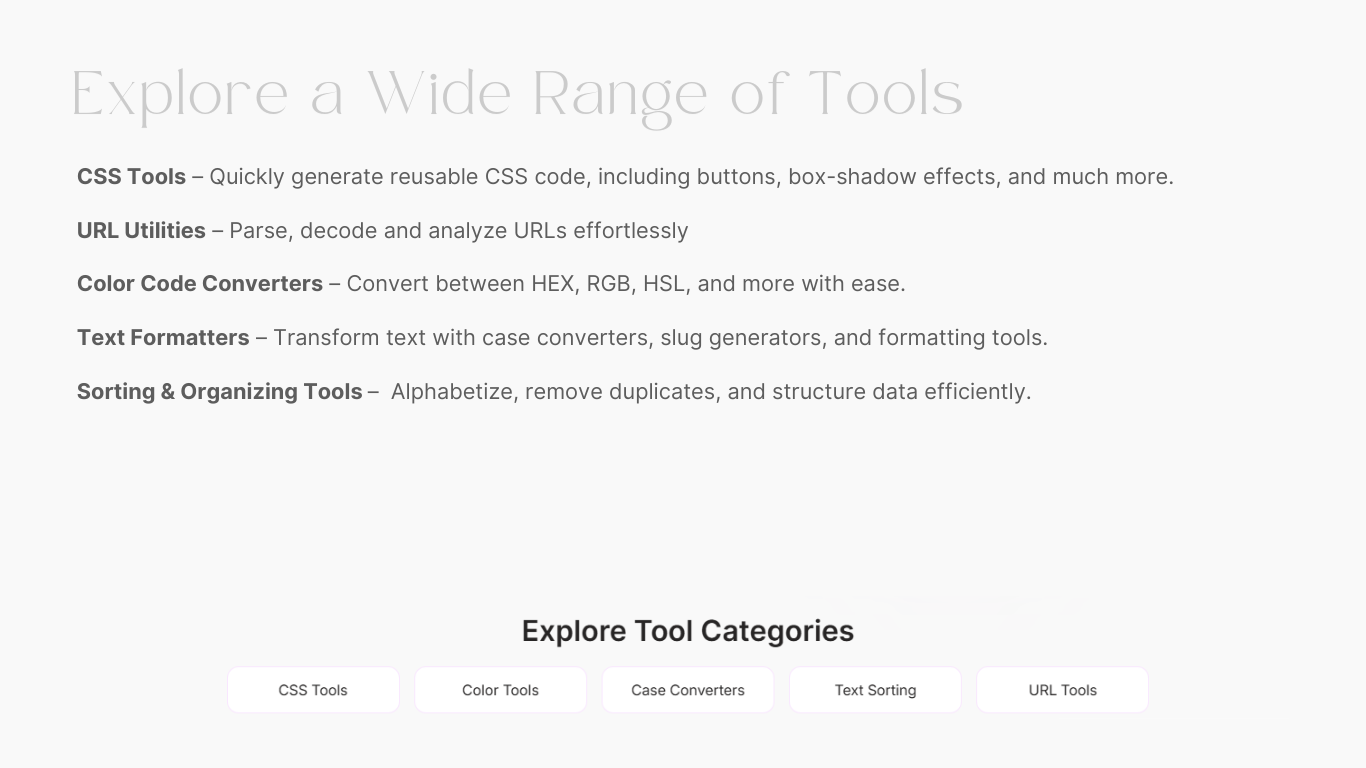 Explore a Wide Range of Tools
CSS Tools – Quickly generate reusable CSS code, including buttons, box-shadow effects, and much more.
URL Utilities – Parse, decode and analyze URLs effortlessly
Color Code Converters – Convert between HEX, RGB, HSL, and more with ease.
Text Formatters – Transform text with case converters, slug generators, and formatting tools.
Sorting & Organizing Tools –  Alphabetize, remove duplicates, and structure data efficiently.
Explore Tool Categories
CSS Tools
Color Tools
Case Converters
Text Sorting
URL Tools